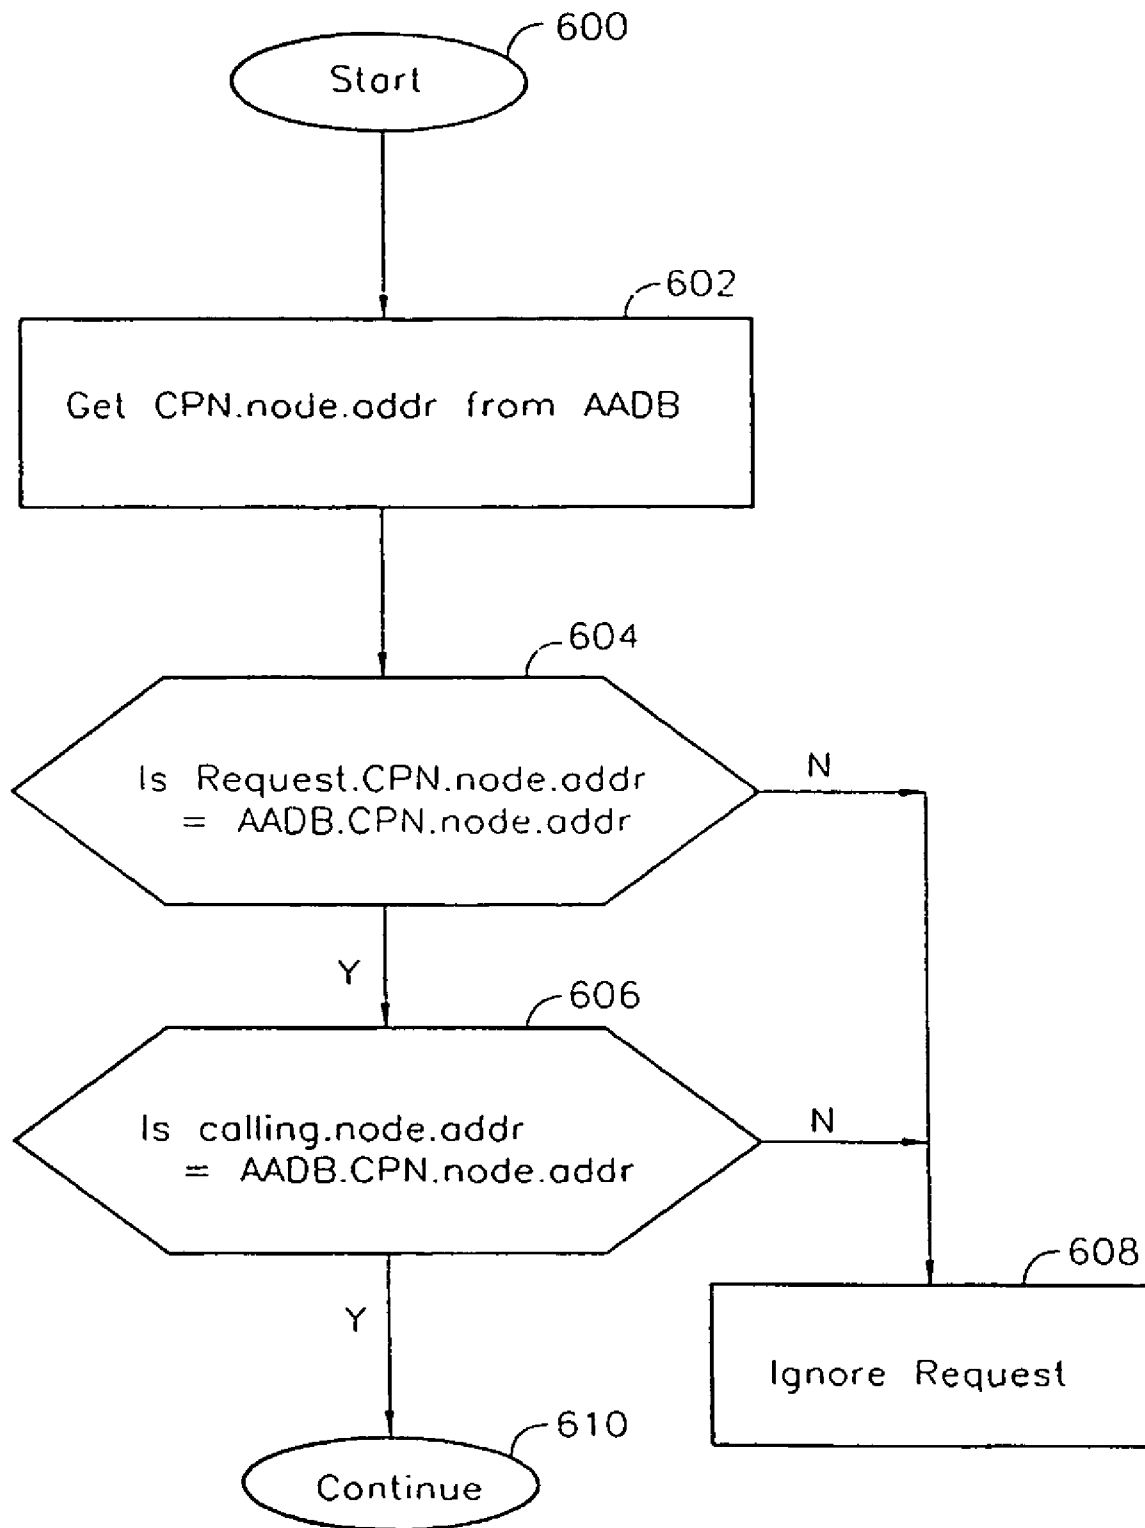 600
Start
602
Get CPN.node.addr from AADB
604
Is Request.CPN.node.addr
= AADB.CPN.node.addr
N
Y
606
Is calling.node.addr
= AADB.CPN.node.addr
N
Y
608
Ignore Request
610
Continue